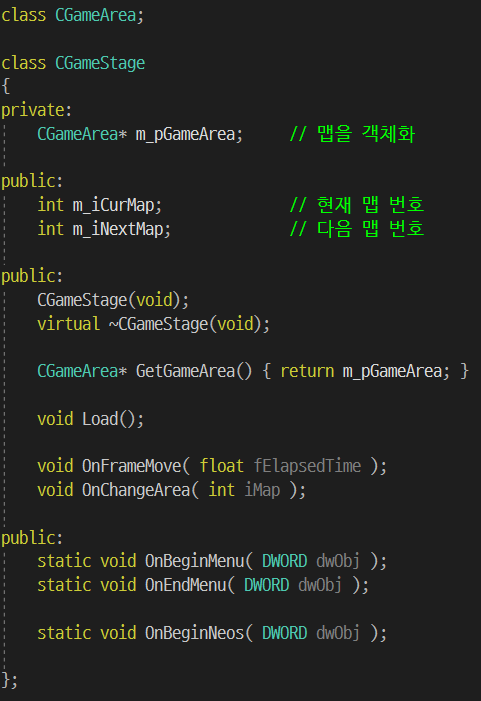 class CGameArea;
class CGameStage
{
private:
CGameArea* m_pGameArea; // 맵을 객체화
public:
int m_iCurMap; // 현재 맵 번호
int m_iNextMap; // 다음 맵 번호
public:
CGameStage(void);
virtual ~CGameStage(void);
CGameArea* GetGameArea() { return m_pGameArea; }
void Load();
void OnFrameMove( float fElapsedTime );
void OnChangeArea( int iMap );
public:
static void OnBeginMenu( DWORD dwObj );
static void OnEndMenu( DWORD dwObj );
static void OnBeginNeos( DWORD dwObj );
};